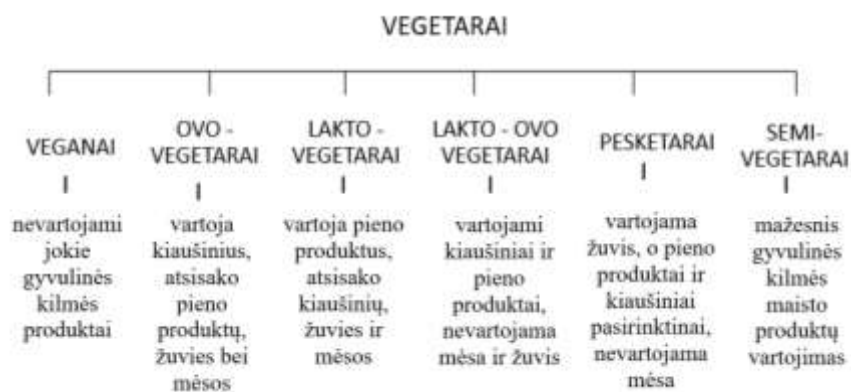 VEGETARAI
VEGANAI
nevartojami
jokie
gyvulinės
kilmės
produktai
OVO -
VEGETARAI
vartoja
kiaušinius,
atsisako
pieno
produktų,
žuvies bei
mėsos
LAKTO -
VEGETARAI
vartoja pieno
produktus,
atsisako
kiaušinių,
žuvies ir
mėsos
LAKTO - OVO
VEGETARAI
vartojami
kiaušiniai ir
pieno
produktai,
nevartojama
mėsa ir žuvis
PESKETARAI
vartojama
žuvis, o pieno
produktai ir
kiaušiniai
pasirinktinai,
nevartojama
mėsa
SEMI-
VEGETARAI
mažesnis
gyvulinės
kilmės
maisto
produktų
vartojimas